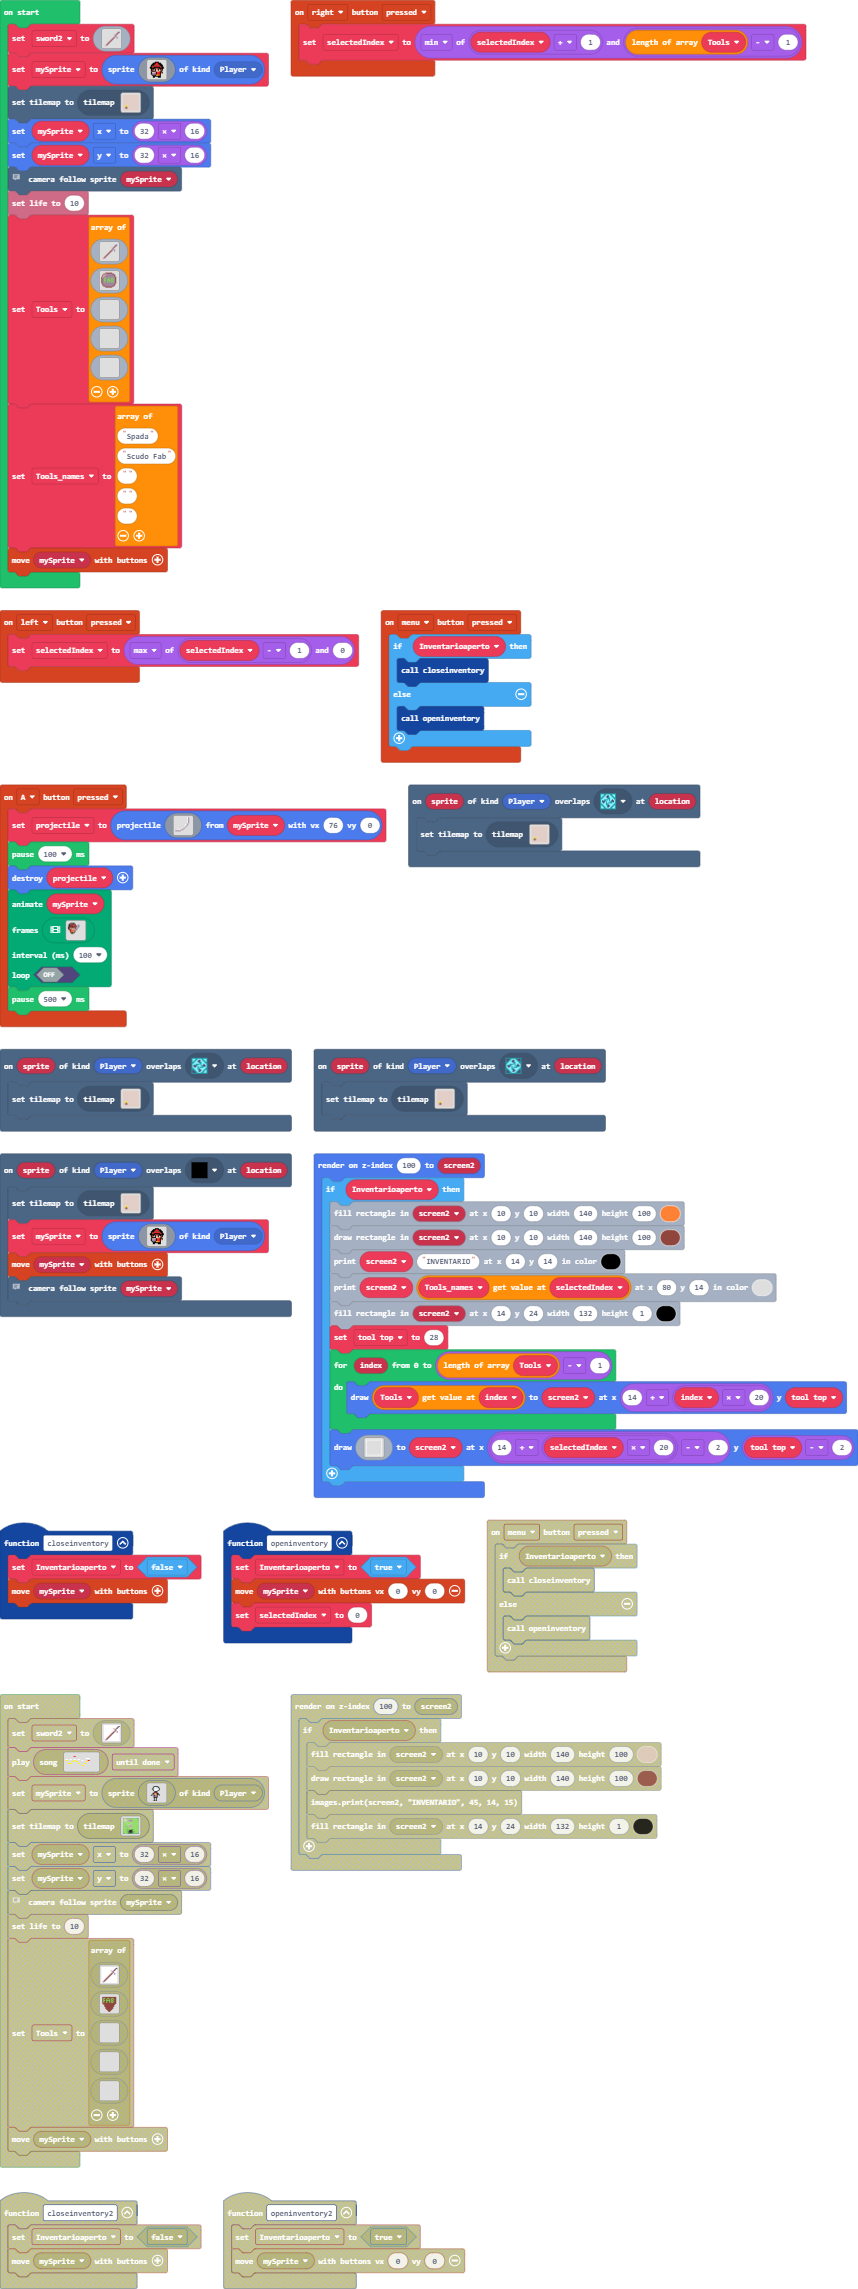 on start
set sword2 to
set mySprite to sprite of kind Player
set tilemap to tilemap
set mySprite x to 32 × 16
set mySprite y to 32 × 16
camera follow sprite mySprite
set life to 10
set Tools to array of
set Tools_names to array of
"Spada"
"Scudo Fab"
" "
" "
" "
move mySprite with buttons
on right button pressed
set selectedIndex to min of selectedIndex + 1 and length of array Tools - 1
on left button pressed
set selectedIndex to max of selectedIndex - 1 and 0
on menu button pressed
if Inventarioaperto then
call closeinventory
else
call openinventory
on A button pressed
set projectile to projectile from mySprite with vx 76 vy 0
pause 100 ms
destroy projectile
animate mySprite
frames
interval (ms) 100
loop OFF
pause 500 ms
on sprite of kind Player overlaps at location
set tilemap to tilemap
on sprite of kind Player overlaps at location
set tilemap to tilemap
on sprite of kind Player overlaps at location
set tilemap to tilemap
on sprite of kind Player overlaps at location
set tilemap to tilemap
set mySprite to sprite of kind Player
move mySprite with buttons
camera follow sprite mySprite
render on z-index 100 to screen2
if Inventarioaperto then
fill rectangle in screen2 at x 10 y 10 width 140 height 100
draw rectangle in screen2 at x 10 y 10 width 140 height 100
print screen2 "INVENTARIO" at x 14 y 14 in color
print screen2 Tools_names get value at selectedIndex at x 80 y 14 in color
fill rectangle in screen2 at x 14 y 24 width 132 height 1
set tool top to 28
for index from 0 to length of array Tools - 1
do draw Tools get value at index to screen2 at x 14 + index × 20 y tool top
draw to screen2 at x 14 + selectedIndex × 20 - 2 y tool top - 2
function closeinventory
set Inventarioaperto to false
move mySprite with buttons
function openinventory
set Inventarioaperto to true
move mySprite with buttons vx 0 vy 0
set selectedIndex to 0
on menu button pressed
if Inventarioaperto then
call closeinventory
else
call openinventory
on start
set sword2 to
play song until done
set mySprite to sprite of kind Player
set tilemap to tilemap
set mySprite x to 32 × 16
set mySprite y to 32 × 16
camera follow sprite mySprite
set life to 10
set Tools to array of
move mySprite with buttons
render on z-index 100 to screen2
if Inventarioaperto then
fill rectangle in screen2 at x 10 y 10 width 140 height 100
draw rectangle in screen2 at x 10 y 10 width 140 height 100
images.print(screen2, "INVENTARIO", 45, 14, 15)
fill rectangle in screen2 at x 14 y 24 width 132 height 1
function closeinventory2
set Inventarioaperto to false
move mySprite with buttons
function openinventory2
set Inventarioaperto to true
move mySprite with buttons vx 0 vy 0